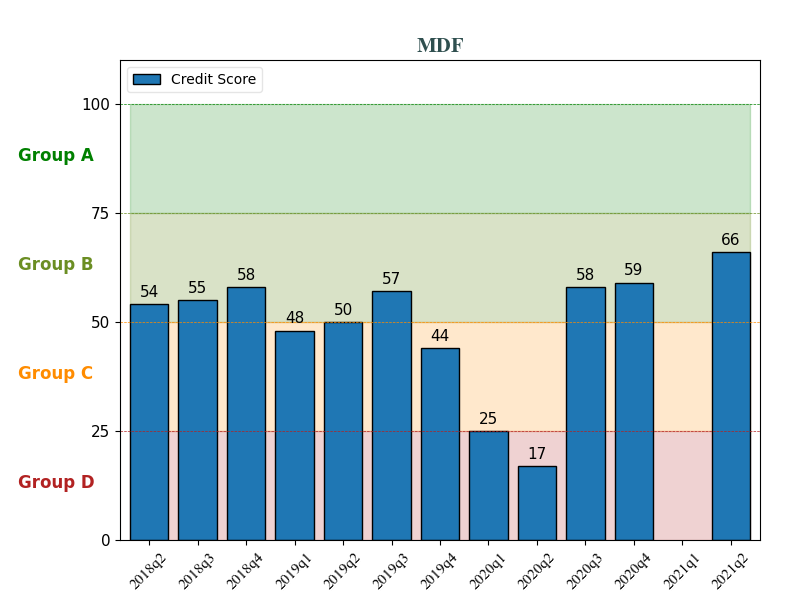 MDF
Credit Score
100
Group A
75
Group B
50
Group C
25
Group D
0
54
55
58
48
50
57
44
25
17
58
59
66
2018q2
2018q3
2018q4
2019q1
2019q2
2019q3
2019q4
2020q1
2020q2
2020q3
2020q4
2021q1
2021q2